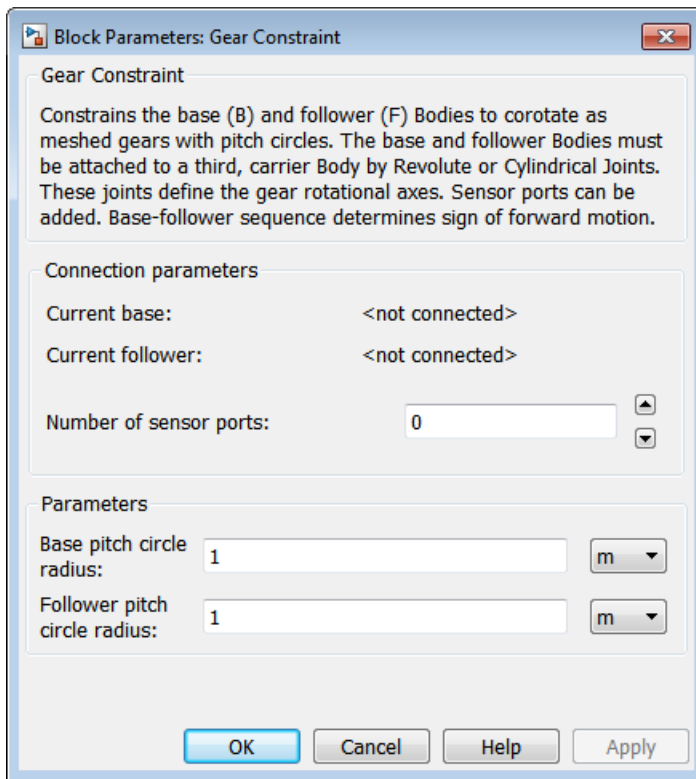 Block Parameters: Gear Constraint
Gear Constraint
Constrains the base (B) and follower (F) Bodies to corotate as
meshed gears with pitch circles. The base and follower Bodies must
be attached to a third, carrier Body by Revolute or Cylindrical Joints.
These joints define the gear rotational axes. Sensor ports can be
added. Base-follower sequence determines sign of forward motion.
Connection parameters
Current base: <not connected>
Current follower: <not connected>
Number of sensor ports: 0
Parameters
Base pitch circle
radius: 1 m
Follower pitch
circle radius: 1 m
OK Cancel Help Apply